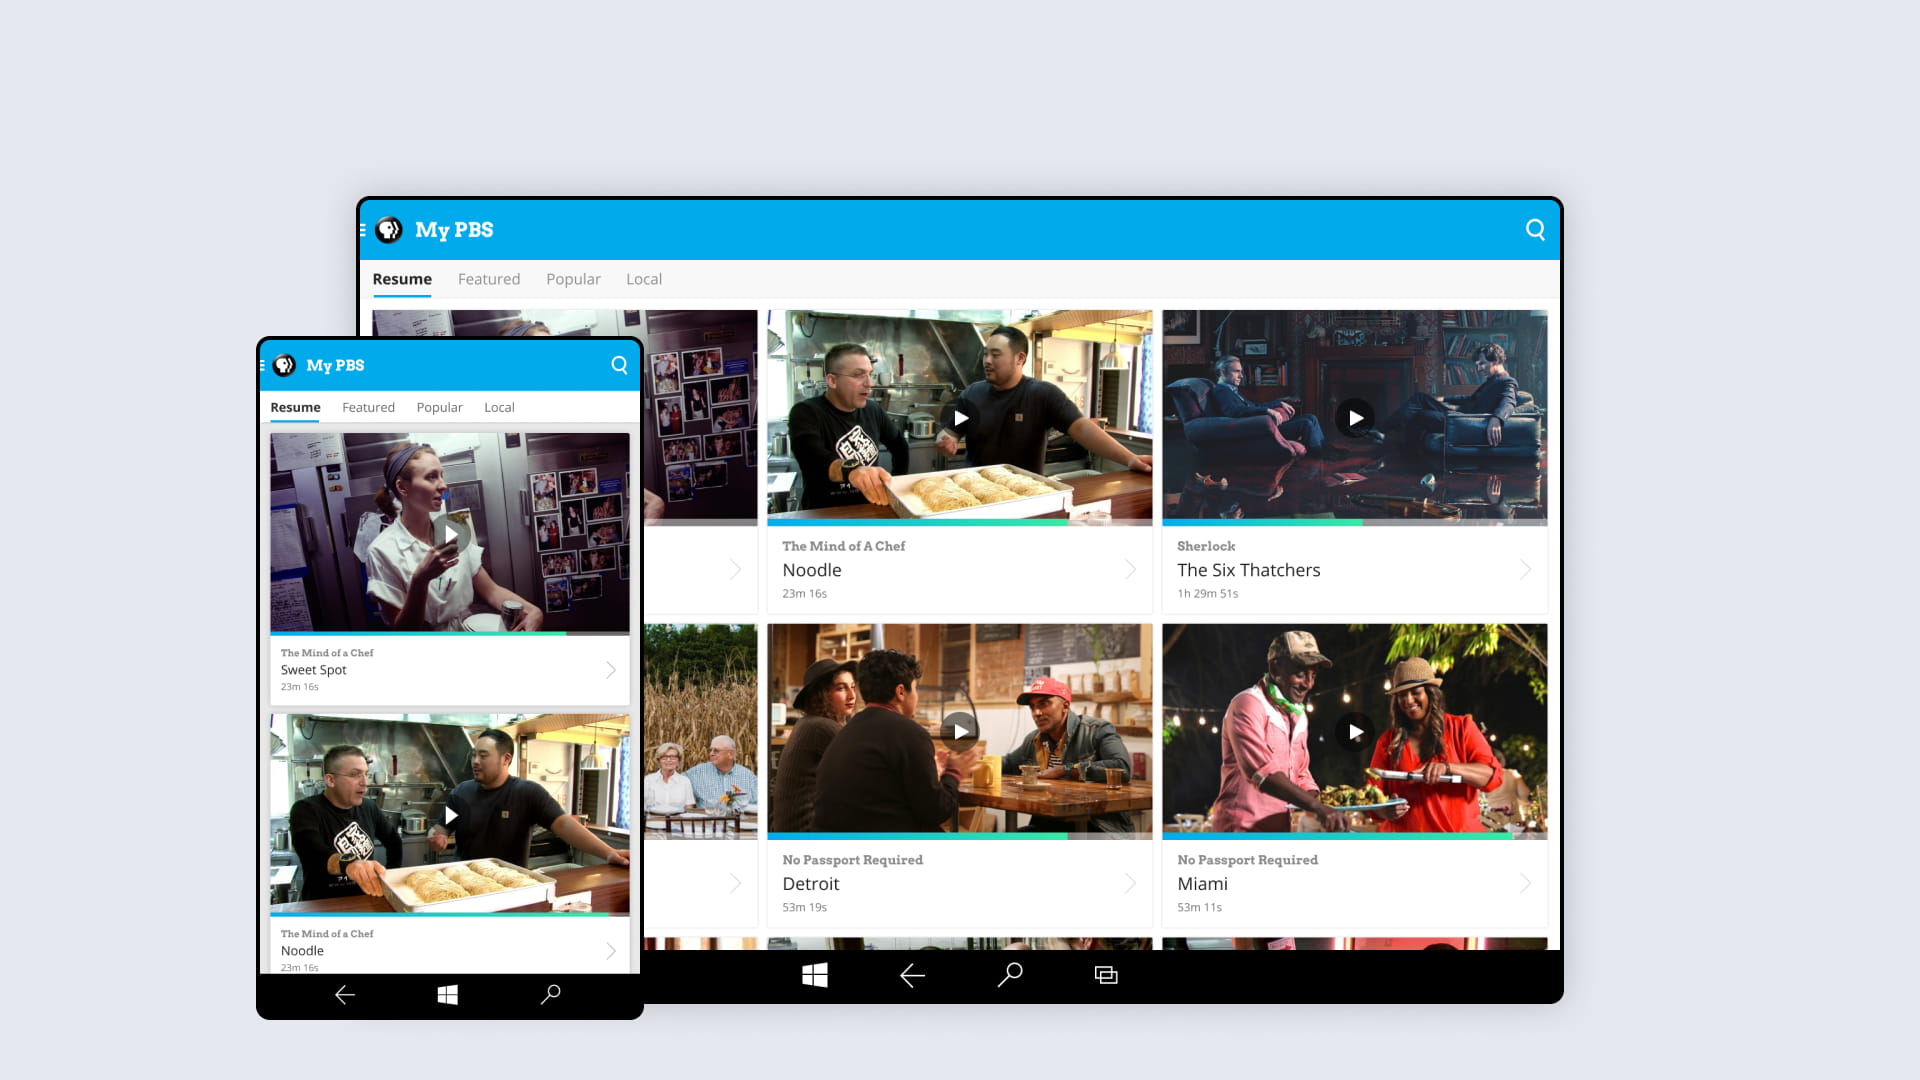 My PBS
Resume Featured Popular Local
The Mind of A Chef
Noodle
23m 16s
Sherlock
The Six Thatchers
1h 29m 51s
No Passport Required
Detroit
53m 19s
No Passport Required
Miami
53m 11s
My PBS
Resume Featured Popular Local
The Mind of a Chef
Sweet Spot
23m 16s
The Mind of a Chef
Noodle
23m 16s